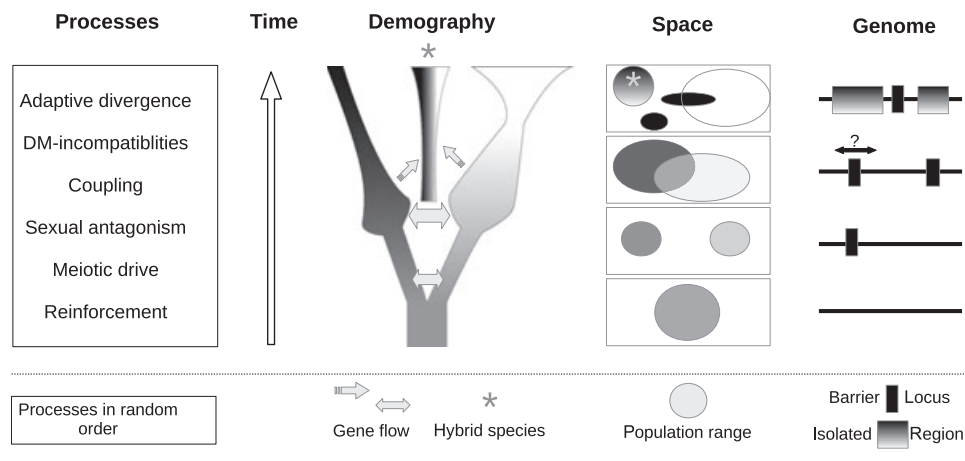 Processes
Time
Demography
Space
Genome
*
*
Adaptive divergence
DM-incompatiblities
Coupling
Sexual antagonism
Meiotic drive
Reinforcement
?
Processes in random
order
Gene flow
*
Hybrid species
Population range
Barrier Locus
Isolated Region